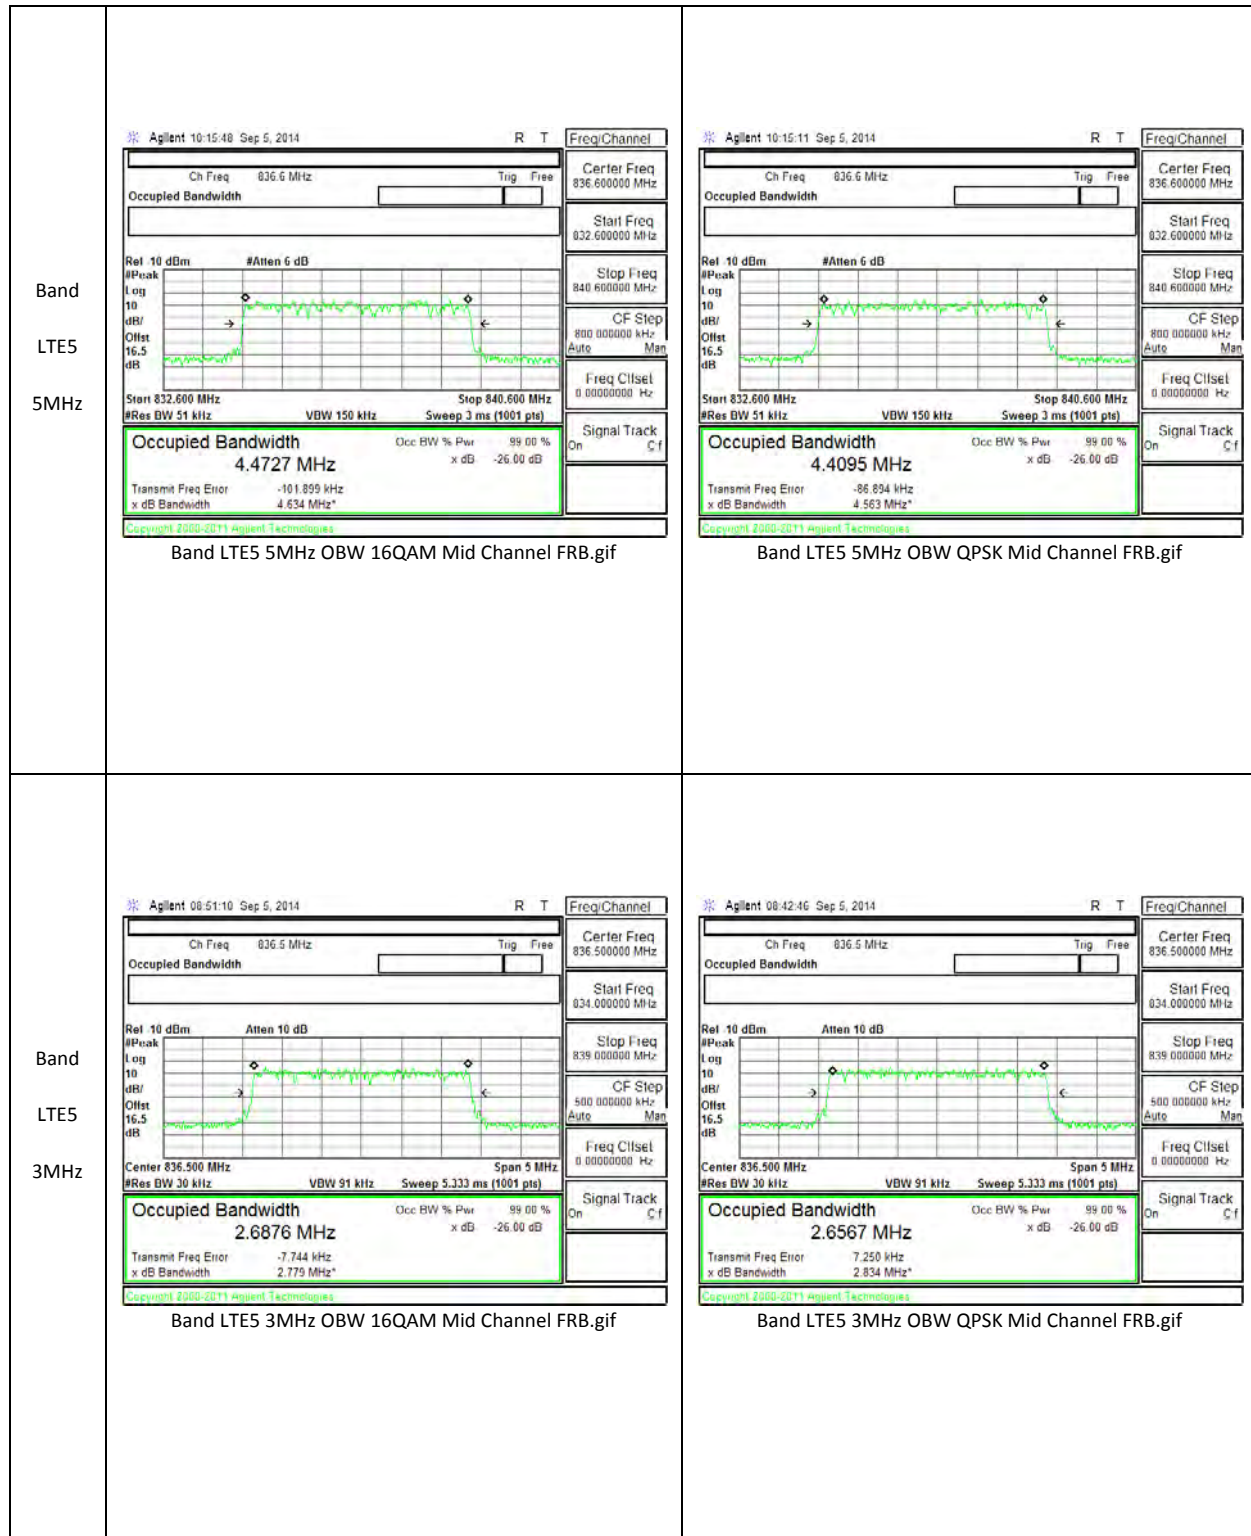 Band
LTE5
5MHz
Agilent 10:15:48 Sep 5, 2014 R T
Freq/Channel
Ch Freq 836.6 MHz Trig Free
Occupied Bandwidth
Center Freq
836.600000 MHz
Start Freq
832.600000 MHz
Stop Freq
840.600000 MHz
CF Step
800.000000 kHz
Auto Man
Freq Offset
0.00000000 Hz
Signal Track
On Off
Ref -10 dBm #Atten 6 dB
#Peak
Log
10
dB/
Offst
16.5
dB
Start 832.600 MHz Stop 840.600 MHz
#Res BW 51 kHz VBW 150 kHz Sweep 3 ms (1001 pts)
Occupied Bandwidth Occ BW % Pwr 99.00 %
4.4727 MHz x dB -26.00 dB
Transmit Freq Error -101.899 kHz
x dB Bandwidth 4.634 MHz*
Copyright 2000-2011 Agilent Technologies
Band LTE5 5MHz OBW 16QAM Mid Channel FRB.gif
Agilent 10:15:11 Sep 5, 2014 R T
Freq/Channel
Ch Freq 836.6 MHz Trig Free
Occupied Bandwidth
Center Freq
836.600000 MHz
Start Freq
832.600000 MHz
Stop Freq
840.600000 MHz
CF Step
800.000000 kHz
Auto Man
Freq Offset
0.00000000 Hz
Signal Track
On Off
Ref -10 dBm #Atten 6 dB
#Peak
Log
10
dB/
Offst
16.5
dB
Start 832.600 MHz Stop 840.600 MHz
#Res BW 51 kHz VBW 150 kHz Sweep 3 ms (1001 pts)
Occupied Bandwidth Occ BW % Pwr 99.00 %
4.4095 MHz x dB -26.00 dB
Transmit Freq Error -86.894 kHz
x dB Bandwidth 4.563 MHz*
Copyright 2000-2011 Agilent Technologies
Band LTE5 5MHz OBW QPSK Mid Channel FRB.gif
Band
LTE5
3MHz
Agilent 08:51:10 Sep 5, 2014 R T
Freq/Channel
Ch Freq 836.5 MHz Trig Free
Occupied Bandwidth
Center Freq
836.500000 MHz
Start Freq
834.000000 MHz
Stop Freq
839.000000 MHz
CF Step
500.000000 kHz
Auto Man
Freq Offset
0.00000000 Hz
Signal Track
On Off
Ref -10 dBm Atten 10 dB
#Peak
Log
10
dB/
Offst
16.5
dB
Center 836.500 MHz Span 5 MHz
#Res BW 30 kHz VBW 91 kHz Sweep 5.333 ms (1001 pts)
Occupied Bandwidth Occ BW % Pwr 99.00 %
2.6876 MHz x dB -26.00 dB
Transmit Freq Error -7.744 kHz
x dB Bandwidth 2.779 MHz*
Copyright 2000-2011 Agilent Technologies
Band LTE5 3MHz OBW 16QAM Mid Channel FRB.gif
Agilent 08:42:46 Sep 5, 2014 R T
Freq/Channel
Ch Freq 836.5 MHz Trig Free
Occupied Bandwidth
Center Freq
836.500000 MHz
Start Freq
834.000000 MHz
Stop Freq
839.000000 MHz
CF Step
500.000000 kHz
Auto Man
Freq Offset
0.00000000 Hz
Signal Track
On Off
Ref -10 dBm Atten 10 dB
#Peak
Log
10
dB/
Offst
16.5
dB
Center 836.500 MHz Span 5 MHz
#Res BW 30 kHz VBW 91 kHz Sweep 5.333 ms (1001 pts)
Occupied Bandwidth Occ BW % Pwr 99.00 %
2.6567 MHz x dB -26.00 dB
Transmit Freq Error 7.250 kHz
x dB Bandwidth 2.834 MHz*
Copyright 2000-2011 Agilent Technologies
Band LTE5 3MHz OBW QPSK Mid Channel FRB.gif